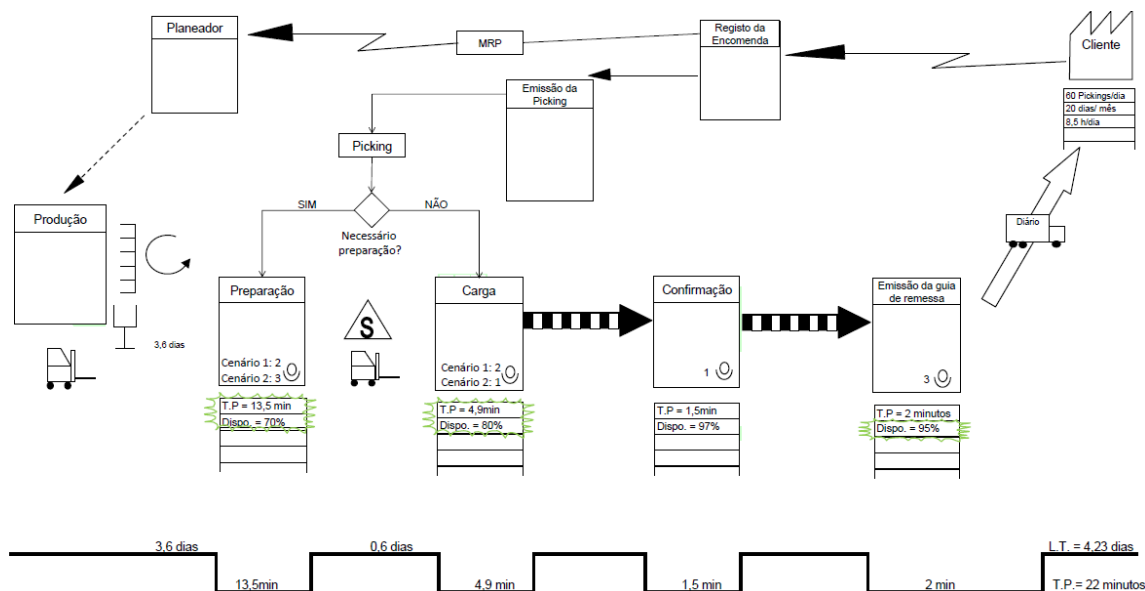 Planeador
MRP
Registo da
Encomenda
Cliente
60 Pickings/dia
20 dias/ mês
8,5 h/dia
Emissão da
Picking
Picking
SIM
NÃO
Necessário
preparação?
Diário
Produção
3,6 dias
Preparação
Cenário 1: 2
Cenário 2: 3
T.P = 13,5 min
Dispo. = 70%
S
Carga
Cenário 1: 2
Cenário 2: 1
T.P = 4,9min
Dispo. = 80%
Confirmação
1
T.P = 1,5min
Dispo. = 97%
Emissão da guia
de remessa
3
T.P = 2 minutos
Dispo. = 95%
3,6 dias
0,6 dias
L.T. = 4,23 dias
13,5min
4,9 min
1,5 min
2 min
T.P.= 22 minutos